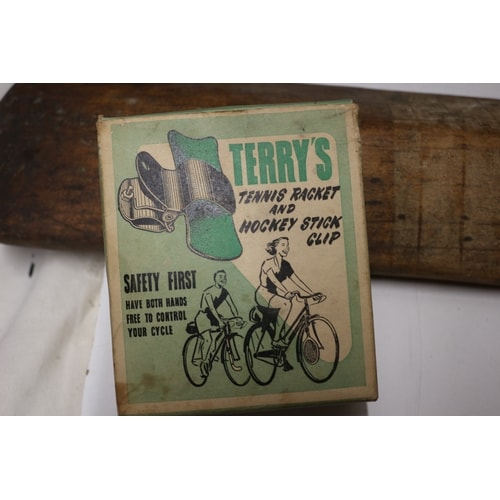 TERRY'S
TENNIS RACKET
AND
HOCKEY STICK
CLIP
SAFETY FIRST
HAVE BOTH HANDS
FREE TO CONTROL
YOUR CYCLE